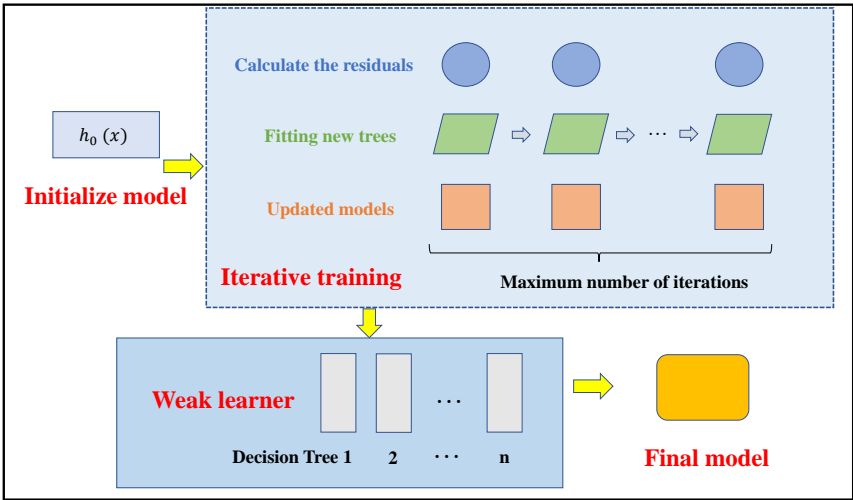 Calculate the residuals
h₀ (x)
Fitting new trees
...
Initialize model
Updated models
Iterative training
Maximum number of iterations
Weak learner
...
Decision Tree 1 2 ... n
Final model